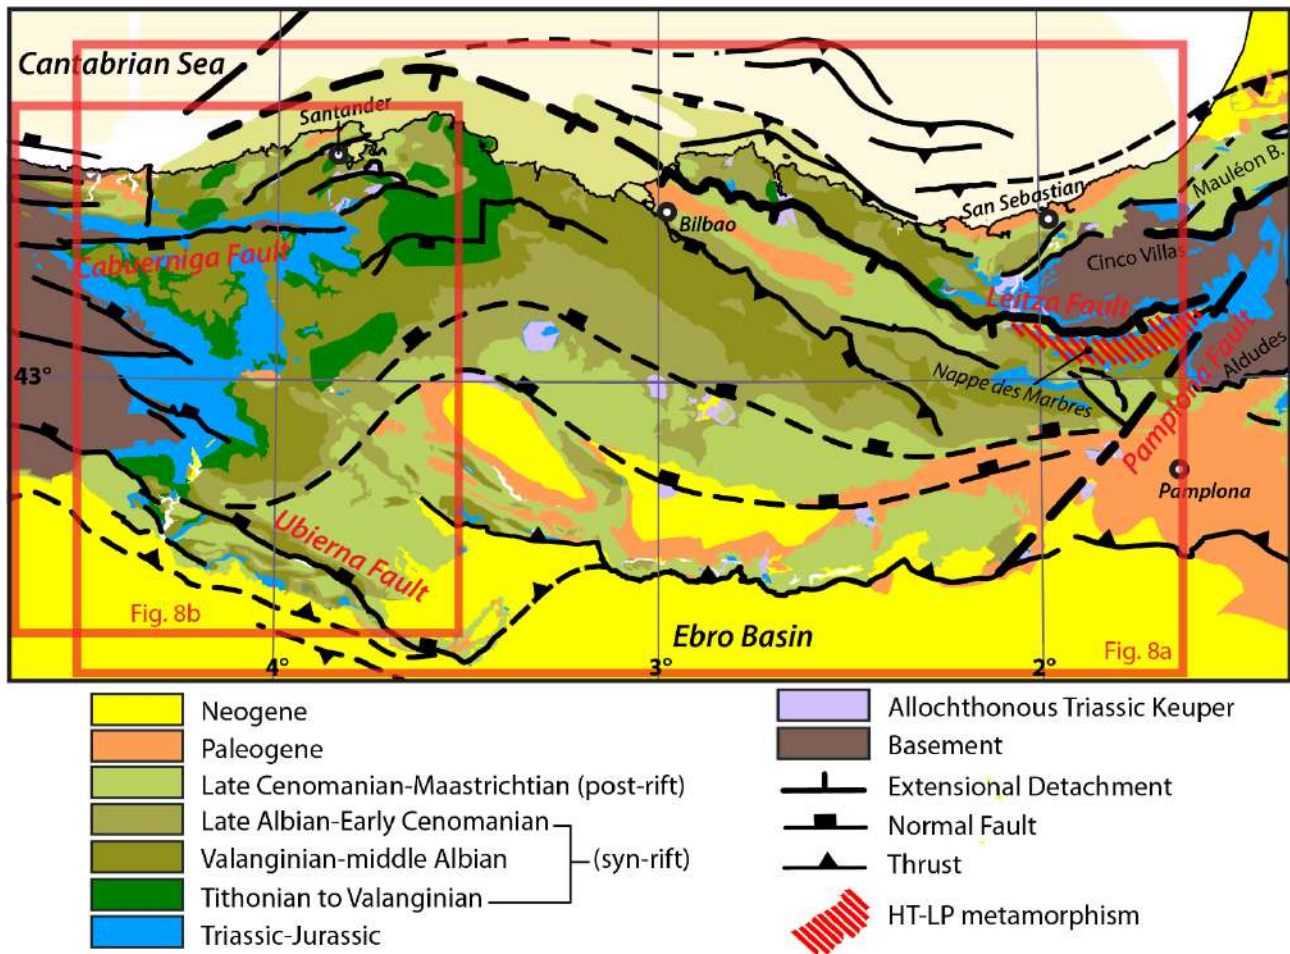 Cantabrian Sea
Santander
Mauléon B.
San Sebastian
Bilbao
Cabuerniga Fault
Cinco Villas
Leitza Fault
43°
Nappe des Marbres
Aldudes
Pamplona Fault
Pamplona
Ubierna Fault
Fig. 8b
Ebro Basin
Fig. 8a
4°
3°
2°
Neogene
Paleogene
Late Cenomanian-Maastrichtian (post-rift)
Late Albian-Early Cenomanian
Valanginian-middle Albian
(syn-rift)
Tithonian to Valanginian
Triassic-Jurassic
Allochthonous Triassic Keuper
Basement
Extensional Detachment
Normal Fault
Thrust
HT-LP metamorphism